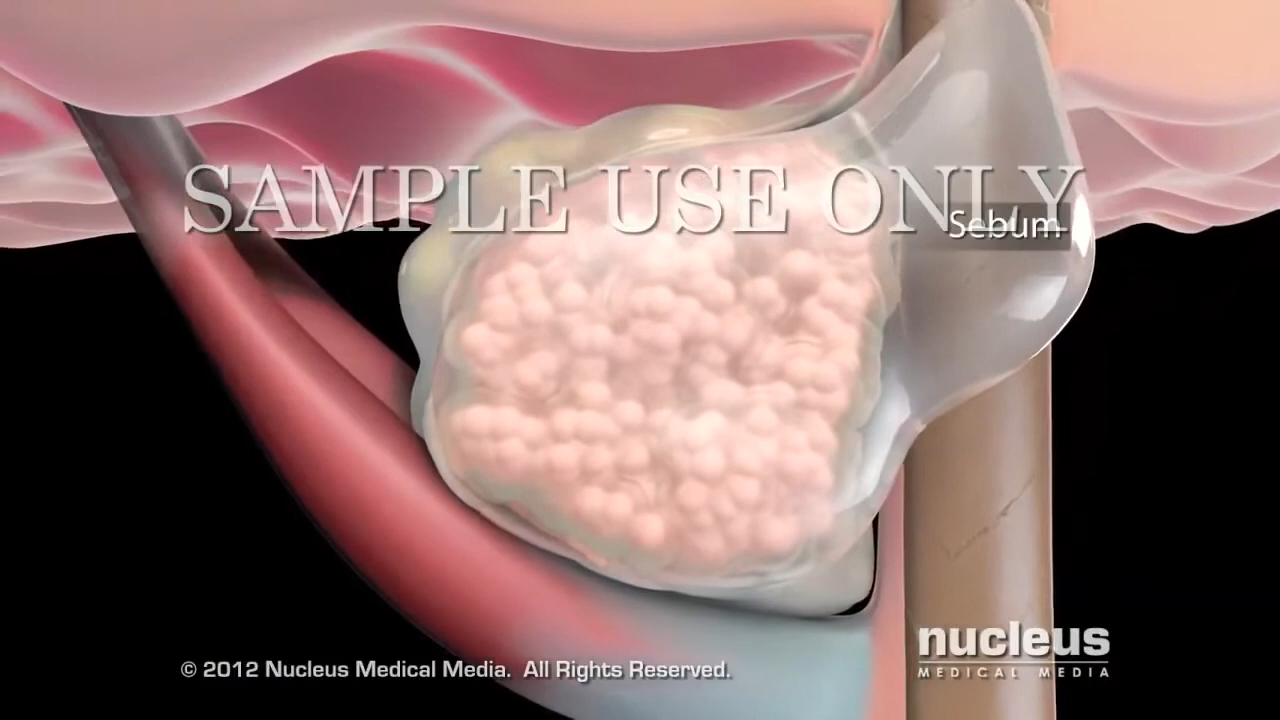 SAMPLE USE ONLY
Sebum
nucleus
MEDICAL MEDIA
© 2012 Nucleus Medical Media. All Rights Reserved.